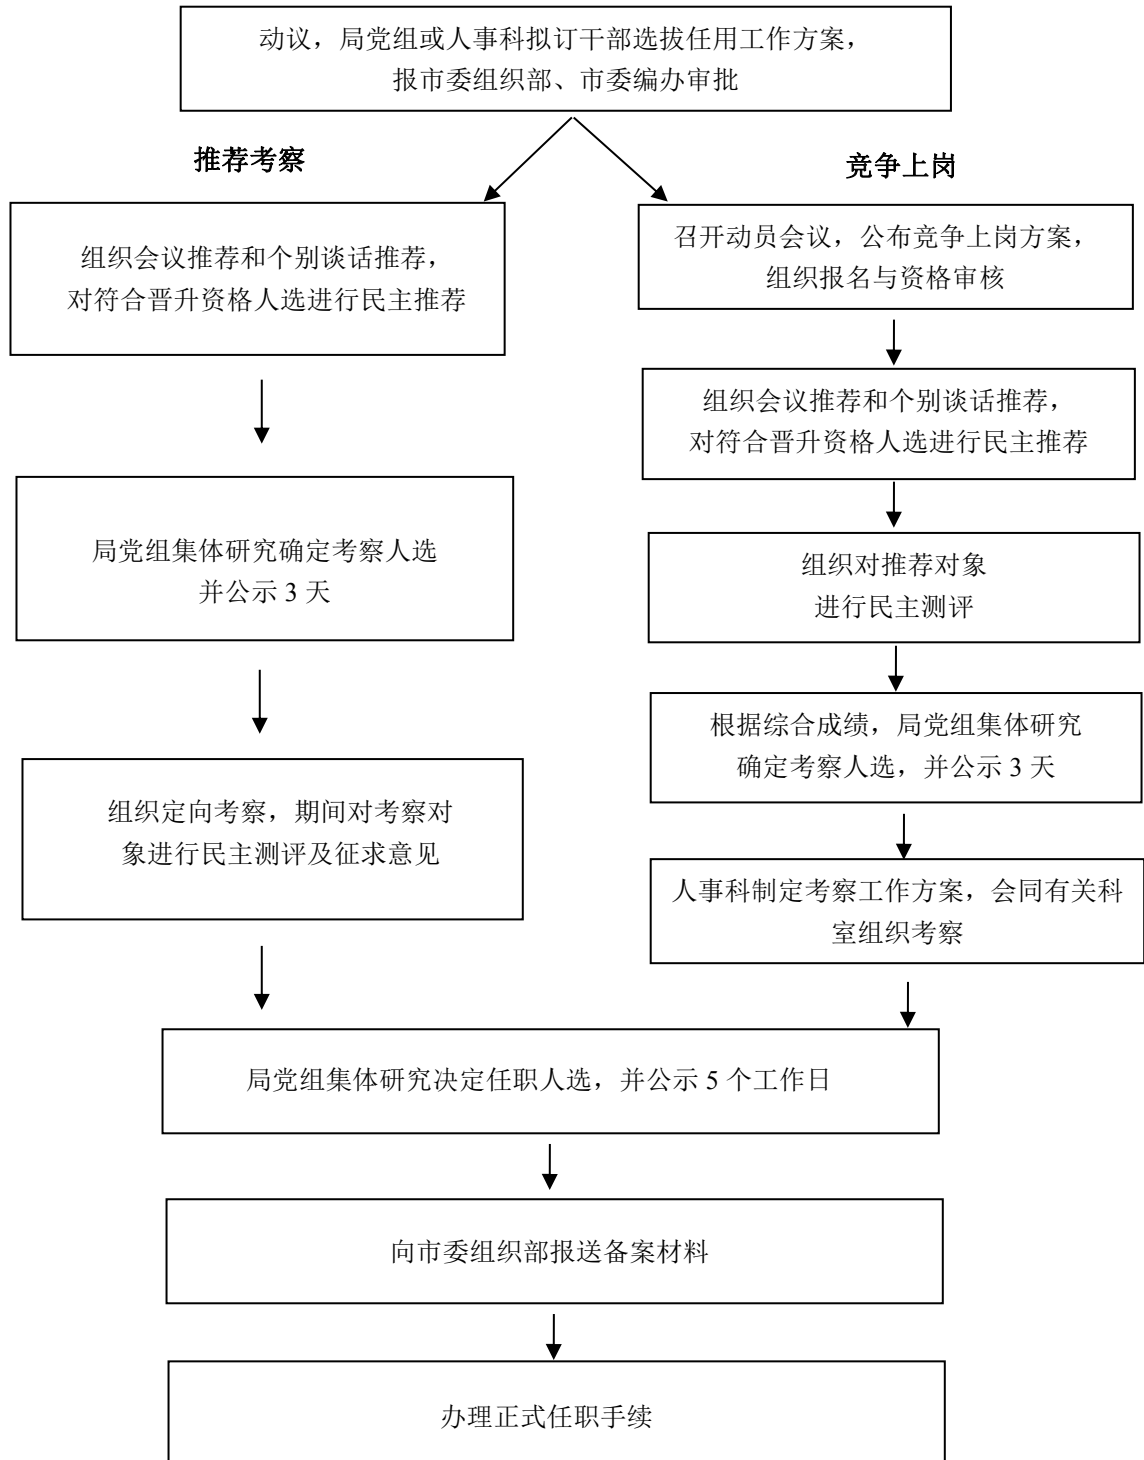 动议，局党组或人事科拟订干部选拔任用工作方案，
报市委组织部、市委编办审批
推荐考察
组织会议推荐和个别谈话推荐，
对符合晋升资格人选进行民主推荐
局党组集体研究确定考察人选
并公示 3 天
组织定向考察，期间对考察对
象进行民主测评及征求意见
竞争上岗
召开动员会议，公布竞争上岗方案，
组织报名与资格审核
组织会议推荐和个别谈话推荐，
对符合晋升资格人选进行民主推荐
组织对推荐对象
进行民主测评
根据综合成绩，局党组集体研究
确定考察人选，并公示 3 天
人事科制定考察工作方案，会同有关科
室组织考察
局党组集体研究决定任职人选，并公示 5 个工作日
向市委组织部报送备案材料
办理正式任职手续